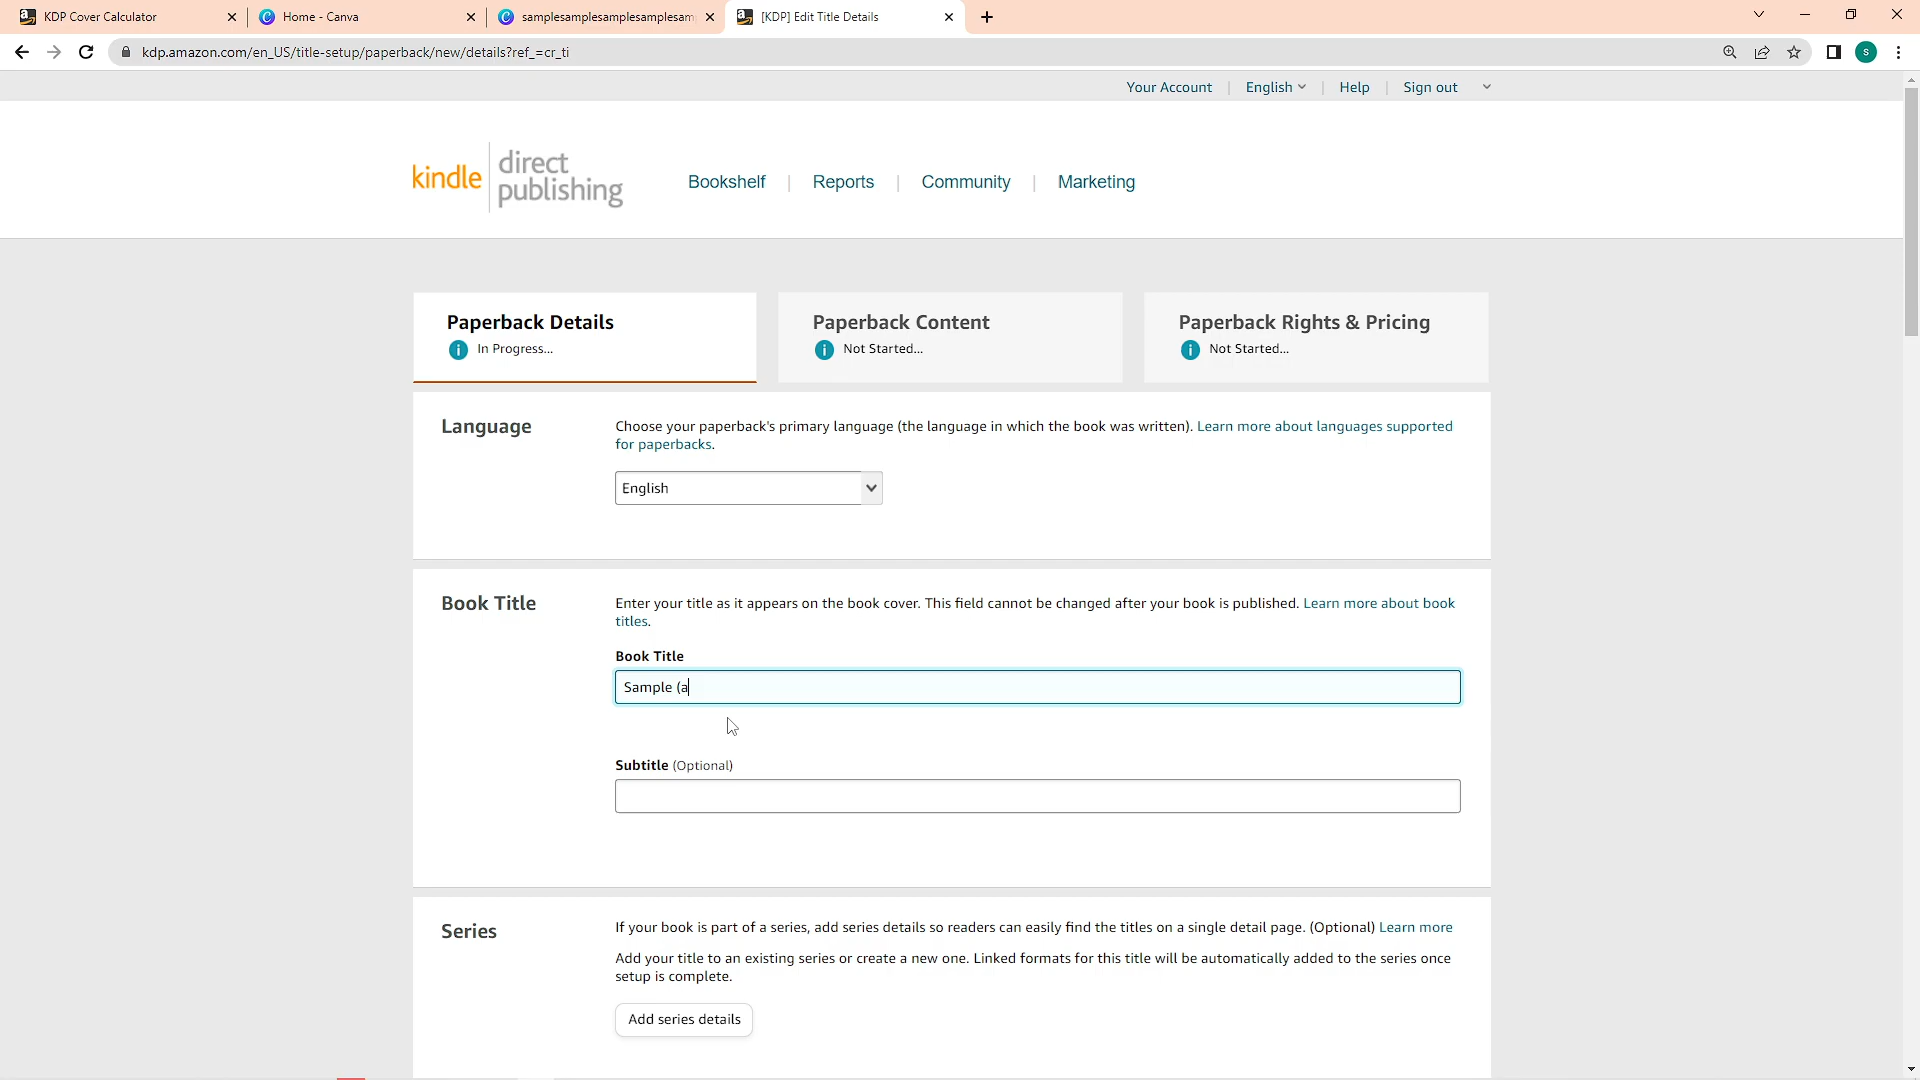 KDP Cover Calculator
Home - Canva
samplesamplesamplesamplesam
[KDP] Edit Title Details
kdp.amazon.com/en_US/title-setup/paperback/new/details?ref_=cr_ti
s
Your Account | English | Help | Sign out
kindle direct publishing
Bookshelf | Reports | Community | Marketing
Paperback Details
In Progress...
Paperback Content
Not Started...
Paperback Rights & Pricing
Not Started...
Language
Choose your paperback's primary language (the language in which the book was written). Learn more about languages supported
for paperbacks.
English
Book Title
Enter your title as it appears on the book cover. This field cannot be changed after your book is published. Learn more about book
titles.
Book Title
Sample (a
Subtitle (Optional)
Series
If your book is part of a series, add series details so readers can easily find the titles on a single detail page. (Optional) Learn more
Add your title to an existing series or create a new one. Linked formats for this title will be automatically added to the series once
setup is complete.
Add series details